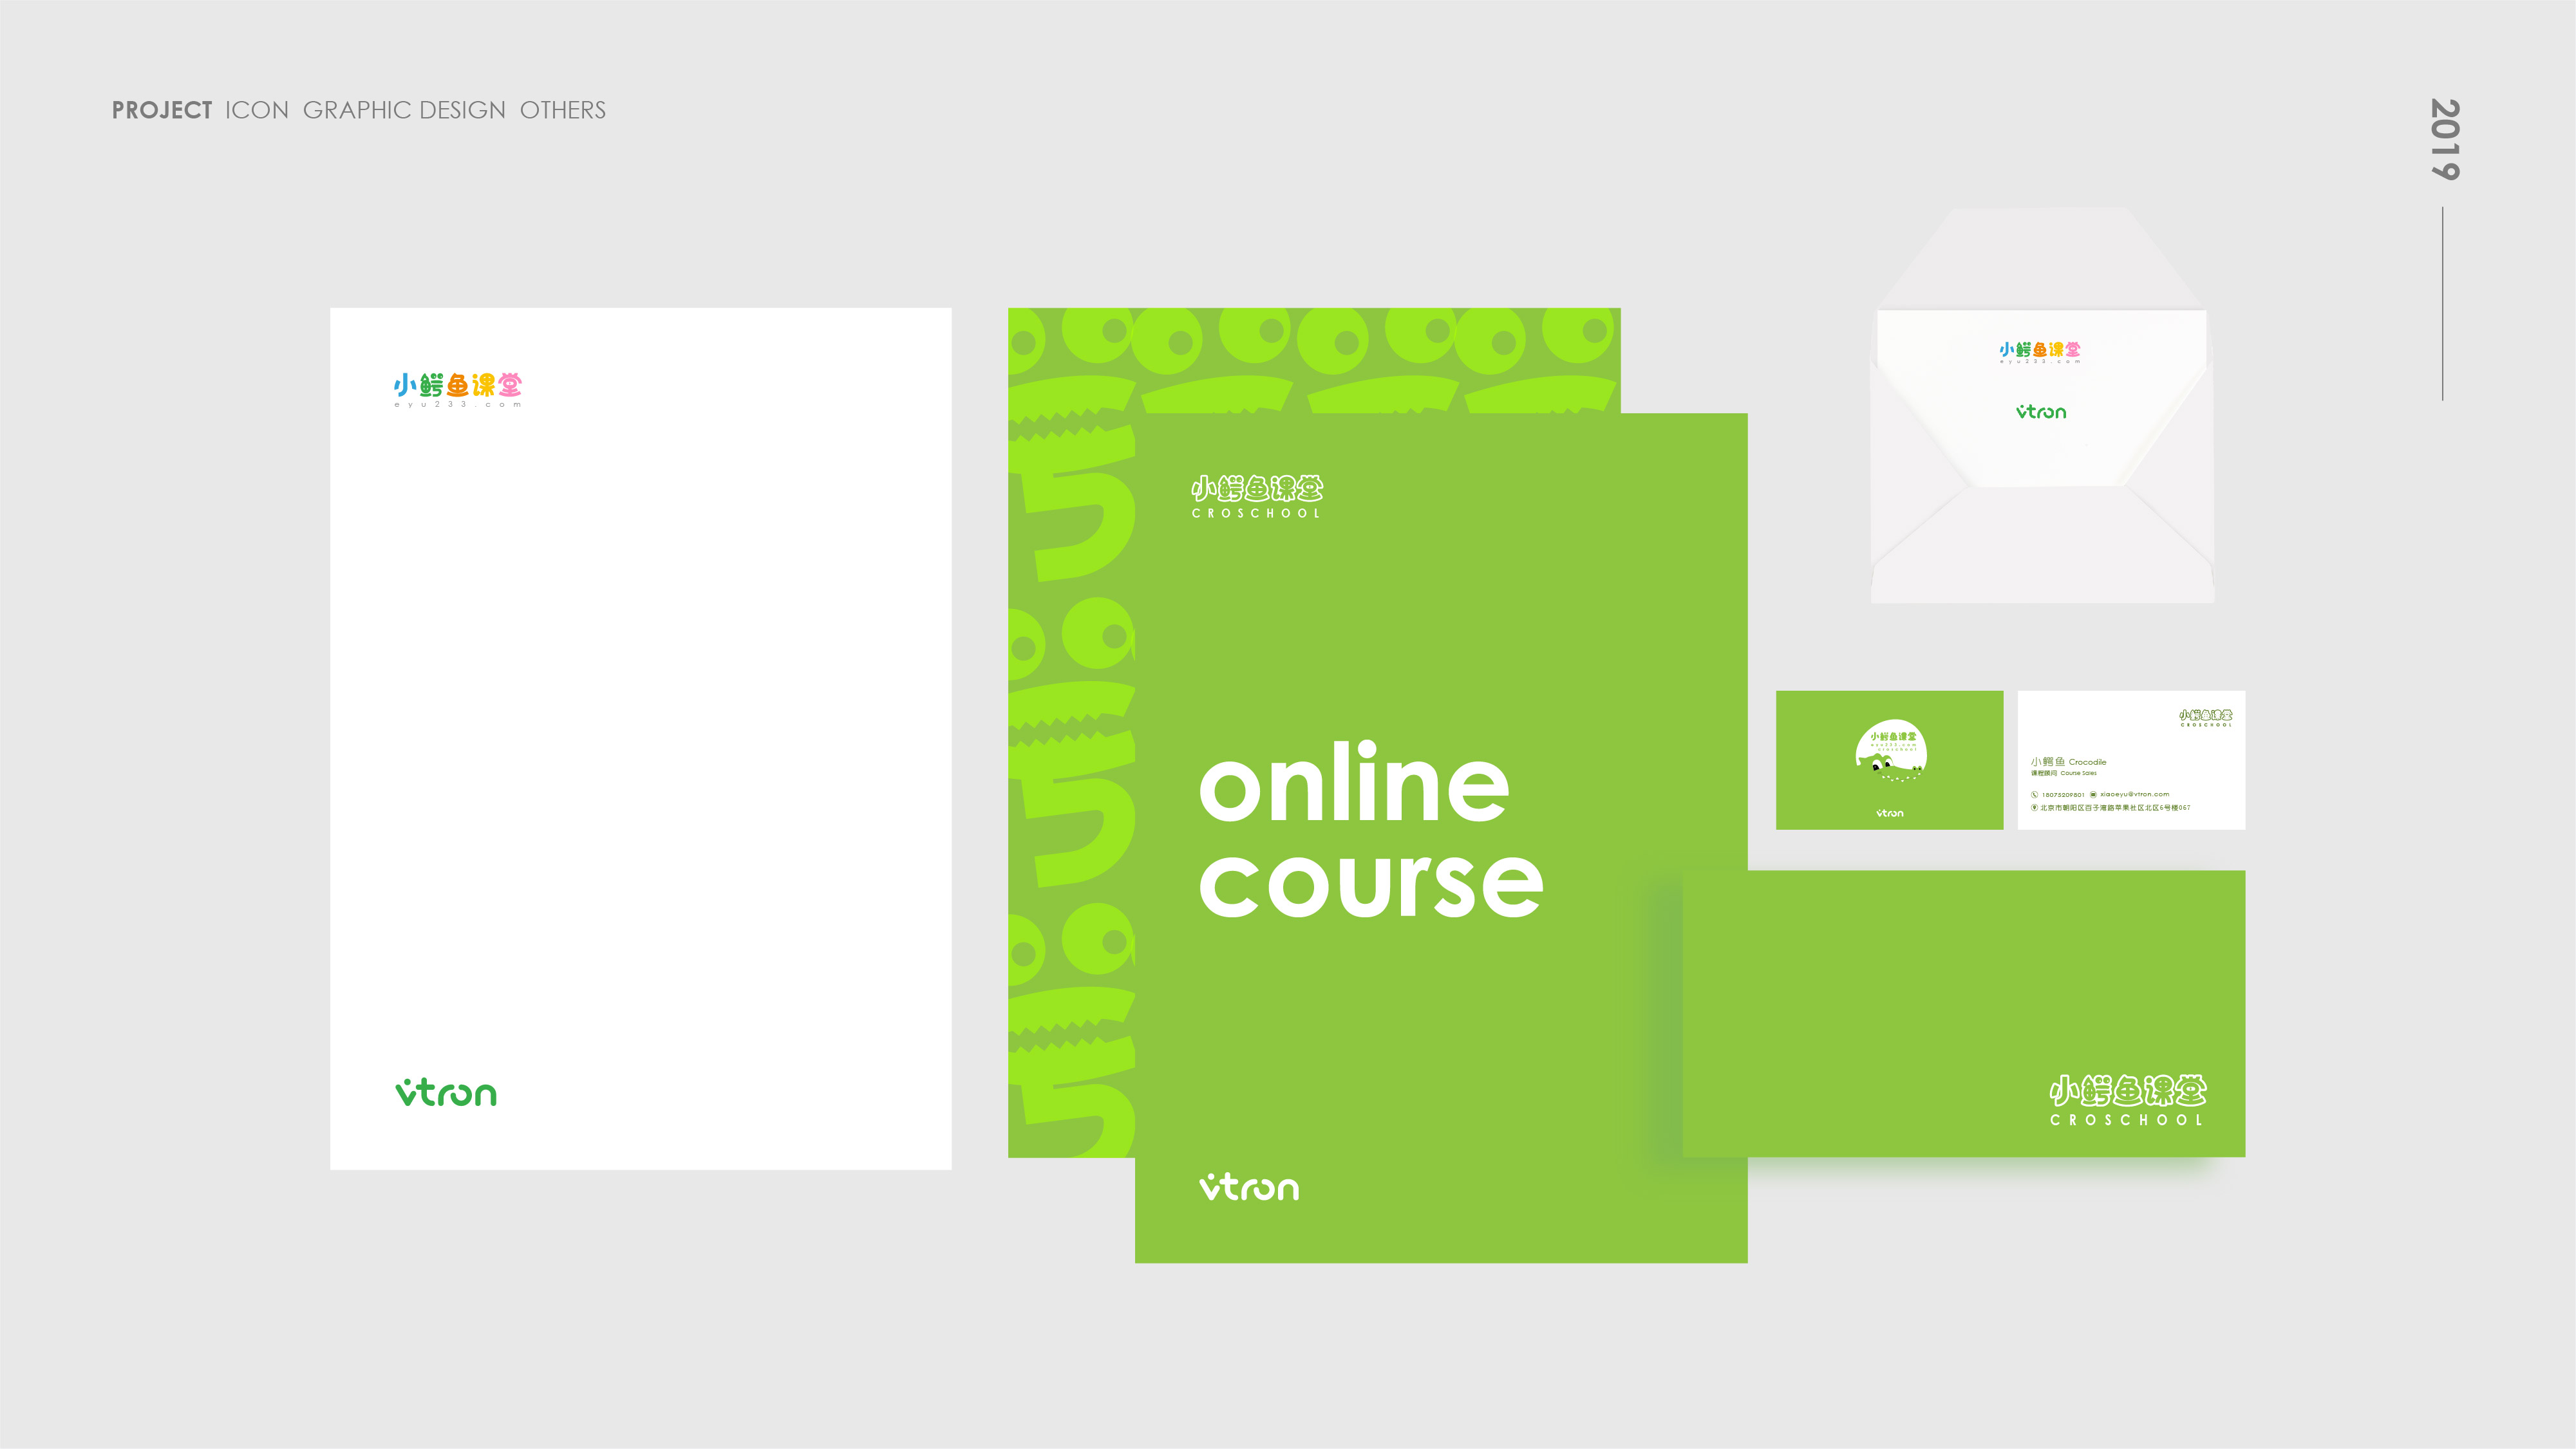 PROJECT ICON GRAPHIC DESIGN OTHERS
2019
小鳄鱼课堂
eyu233.com
vtron
小鳄鱼课堂
CROSCHOOL
online
course
vtron
小鳄鱼课堂
eyu233.com
vtron
小鳄鱼课堂
eyu233.com
croschool
vtron
小鳄鱼课堂
CROSCHOOL
小鳄鱼 Crocodile
课程顾问 Course Sales
18075209801 xiaoeyu@vtron.com
北京市朝阳区百子湾路苹果社区北区6号楼067
小鳄鱼课堂
CROSCHOOL